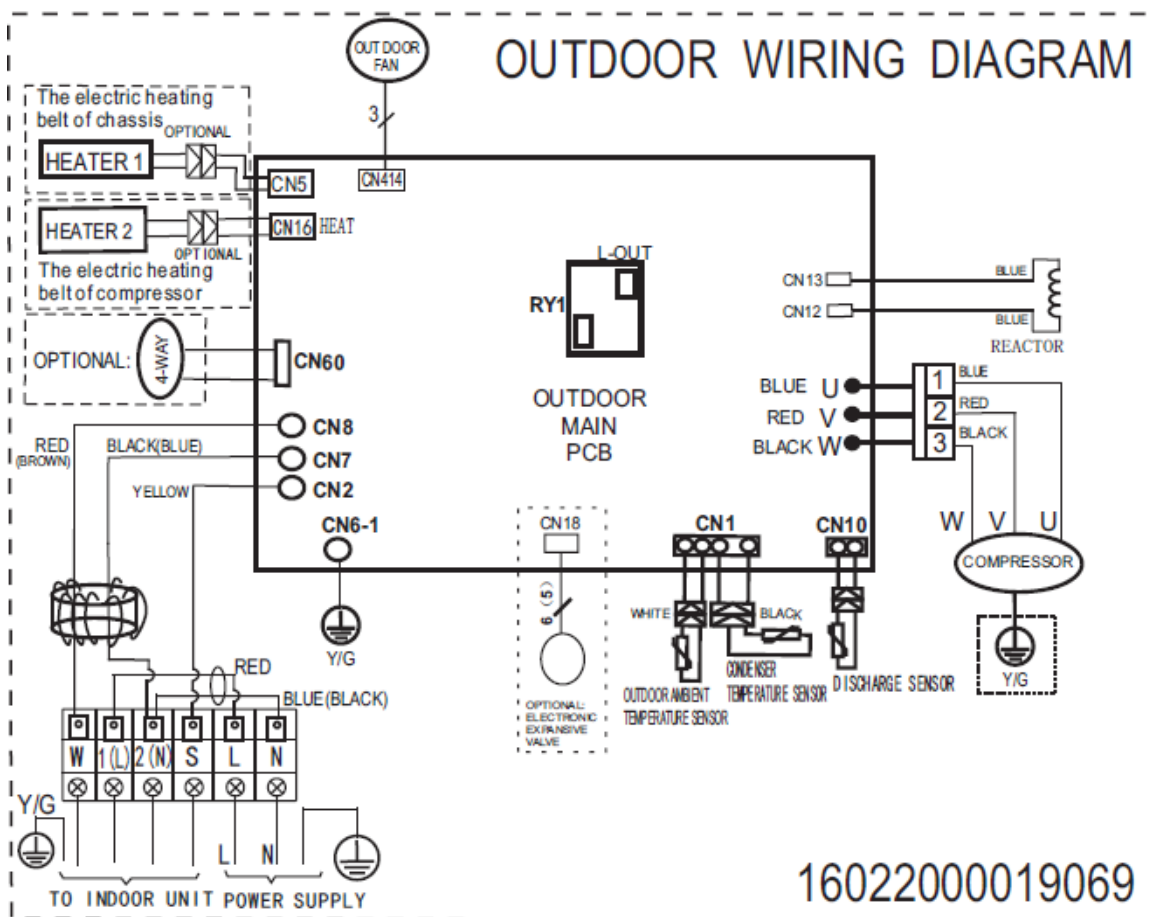 OUTDOOR WIRING DIAGRAM
OUTDOOR
FAN
3
The electric heating
belt of chassis
OPTIONAL
HEATER 1
CN5
CN414
HEATER 2
CN16
HEAT
OPTIONAL
The electric heating
belt of compressor
L-OUT
RY1
CN13
BLUE
CN12
BLUE
REACTOR
OPTIONAL:
4-WAY
CN60
OUTDOOR
MAIN
PCB
BLUE U
RED V
BLACK W
1
2
3
BLUE
RED
BLACK
RED
(BROWN)
BLACK(BLUE)
YELLOW
CN8
CN7
CN2
CN6-1
Y/G
CN18
6 (5)
OPTIONAL:
ELECTRONIC
EXPANSIVE
VALVE
CN1
WHITE
BLACK
OUTDOOR AMBIENT
TEMPERATURE SENSOR
CONDENSER
TEMPERATURE SENSOR
CN10
DISCHARGE SENSOR
W V U
COMPRESSOR
Y/G
RED
BLUE(BLACK)
W 1(L) 2(N) S L N
Y/G
L N
TO INDOOR UNIT POWER SUPPLY
16022000019069